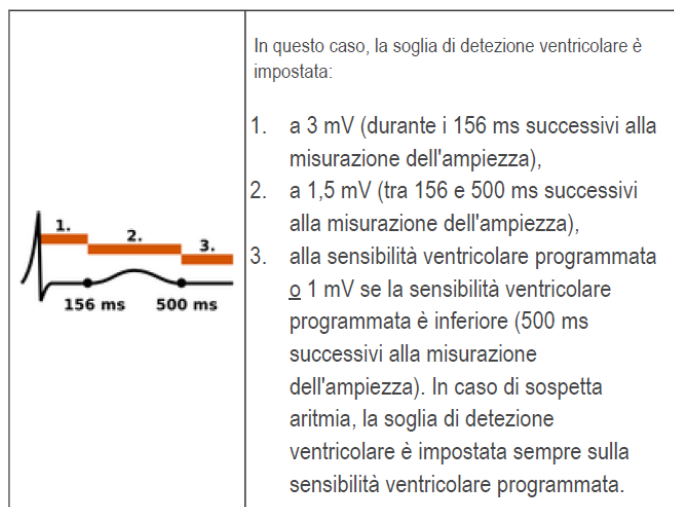 In questo caso, la soglia di detezione ventricolare è
impostata:
1. a 3 mV (durante i 156 ms successivi alla
misurazione dell'ampiezza),
2. a 1,5 mV (tra 156 e 500 ms successivi
alla misurazione dell'ampiezza),
3. alla sensibilità ventricolare programmata
o 1 mV se la sensibilità ventricolare
programmata è inferiore (500 ms
successivi alla misurazione
dell'ampiezza). In caso di sospetta
aritmia, la soglia di detezione
ventricolare è impostata sempre sulla
sensibilità ventricolare programmata.
1.
2.
3.
156 ms 500 ms